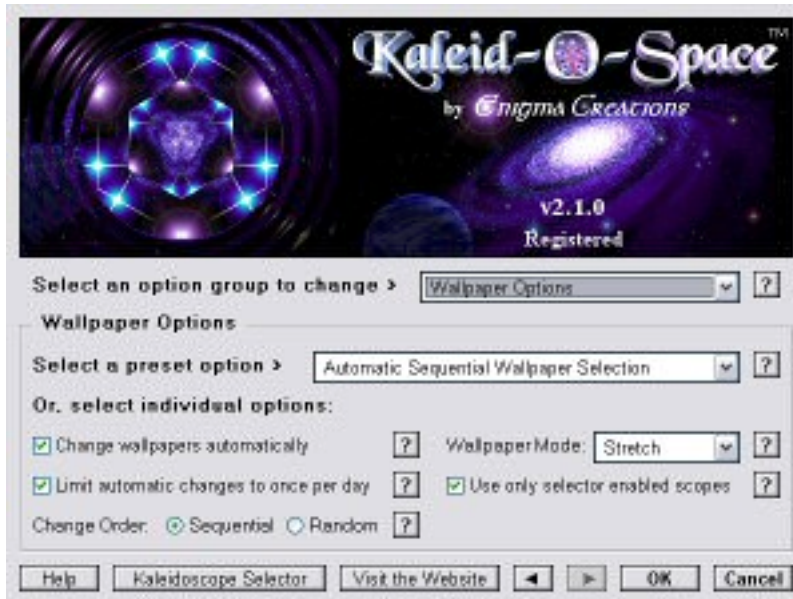 Kaleid-O-Space™
by Enigma Creations
v2.1.0
Registered
Select an option group to change > Wallpaper Options ?
Wallpaper Options
Select a preset option > Automatic Sequential Wallpaper Selection ?
Or, select individual options:
Change wallpapers automatically ? Wallpaper Mode: Stretch ?
Limit automatic changes to once per day ? Use only selector enabled scopes ?
Change Order: Sequential Random ?
Help Kaleidoscope Selector Visit the Website OK Cancel